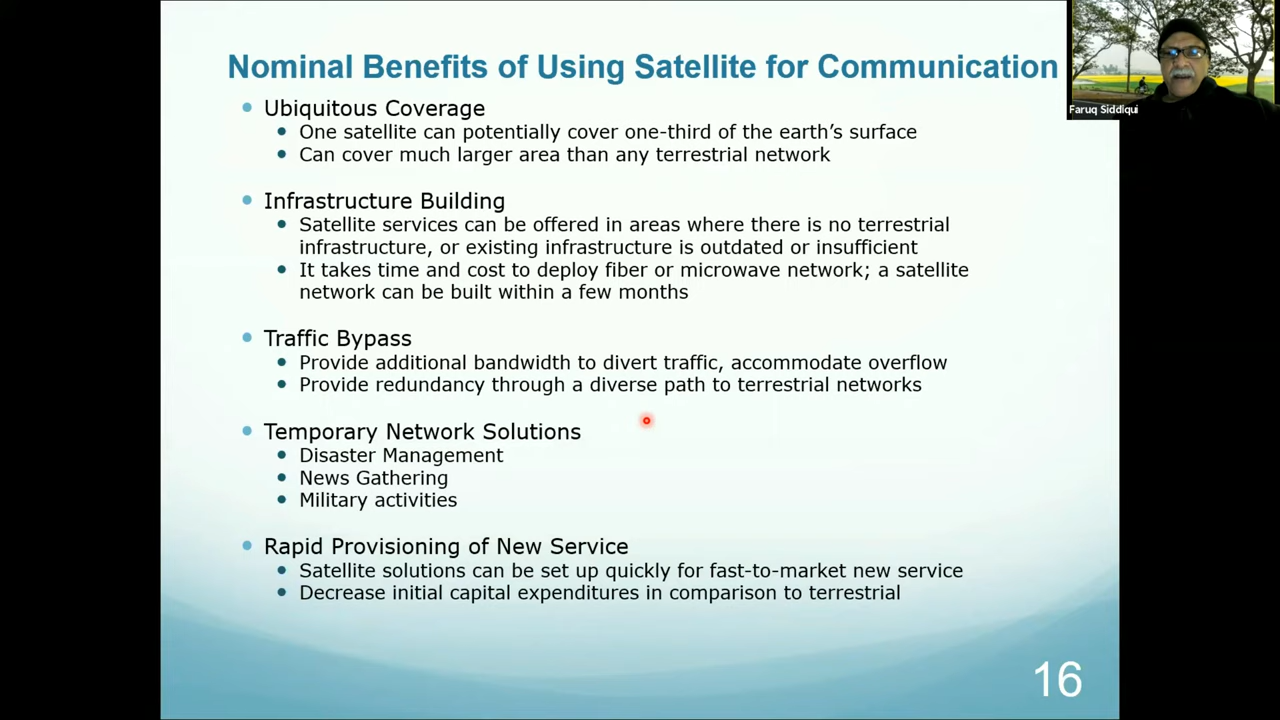 Nominal Benefits of Using Satellite for Communication
Faruq Siddiqui
• Ubiquitous Coverage
• One satellite can potentially cover one-third of the earth’s surface
• Can cover much larger area than any terrestrial network
• Infrastructure Building
• Satellite services can be offered in areas where there is no terrestrial
infrastructure, or existing infrastructure is outdated or insufficient
• It takes time and cost to deploy fiber or microwave network; a satellite
network can be built within a few months
• Traffic Bypass
• Provide additional bandwidth to divert traffic, accommodate overflow
• Provide redundancy through a diverse path to terrestrial networks
• Temporary Network Solutions
• Disaster Management
• News Gathering
• Military activities
• Rapid Provisioning of New Service
• Satellite solutions can be set up quickly for fast-to-market new service
• Decrease initial capital expenditures in comparison to terrestrial
16